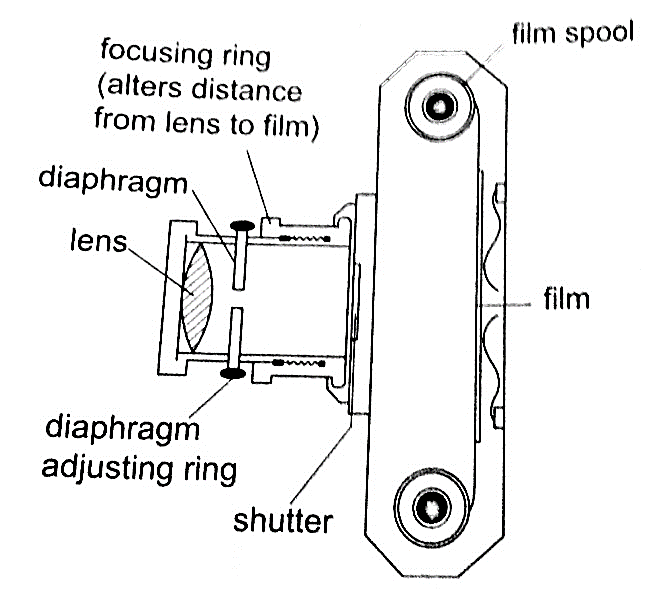 film spool
focusing ring
(alters distance
from lens to film)
diaphragm
lens
film
diaphragm
adjusting ring
shutter